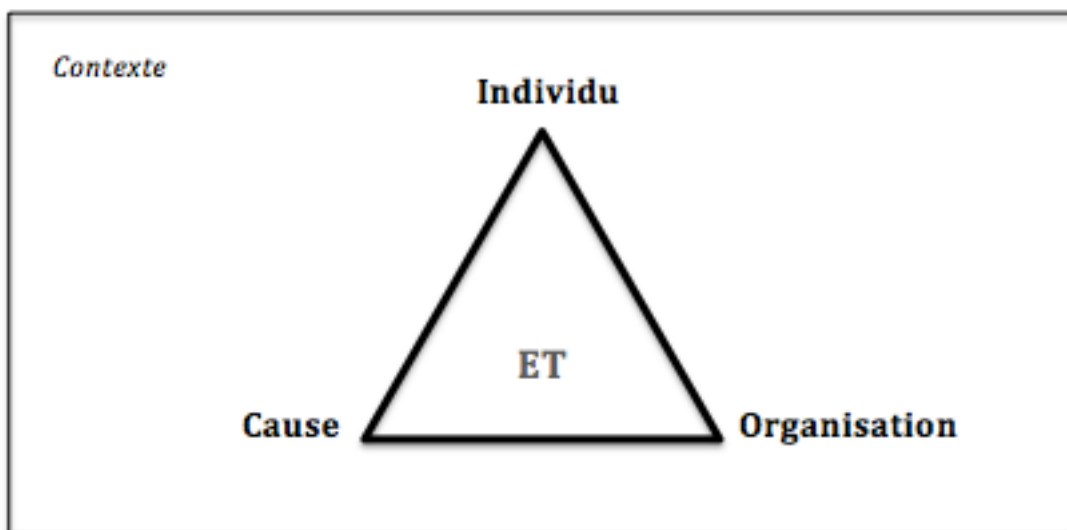 Contexte
Individu
ET
Cause
Organisation